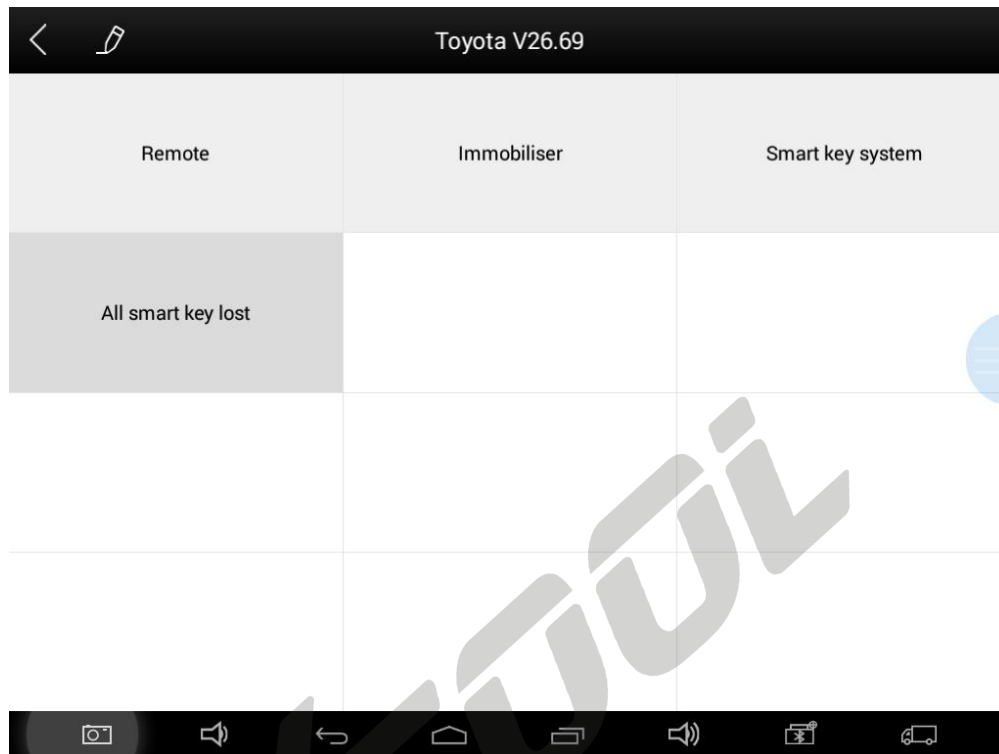 Toyota V26.69
Remote
Immobiliser
Smart key system
All smart key lost